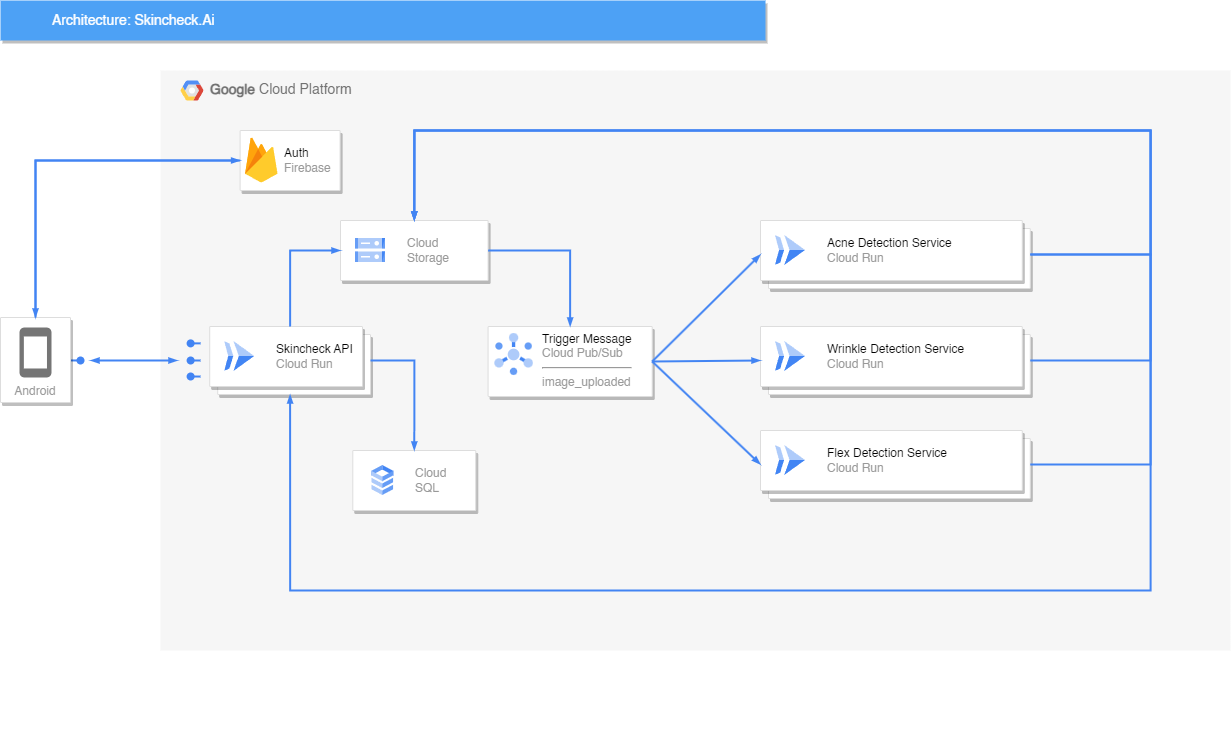 Architecture: Skincheck.Ai
Google Cloud Platform
Auth
Firebase
Cloud
Storage
Acne Detection Service
Cloud Run
Android
Skincheck API
Cloud Run
Trigger Message
Cloud Pub/Sub
image_uploaded
Wrinkle Detection Service
Cloud Run
Cloud
SQL
Flex Detection Service
Cloud Run